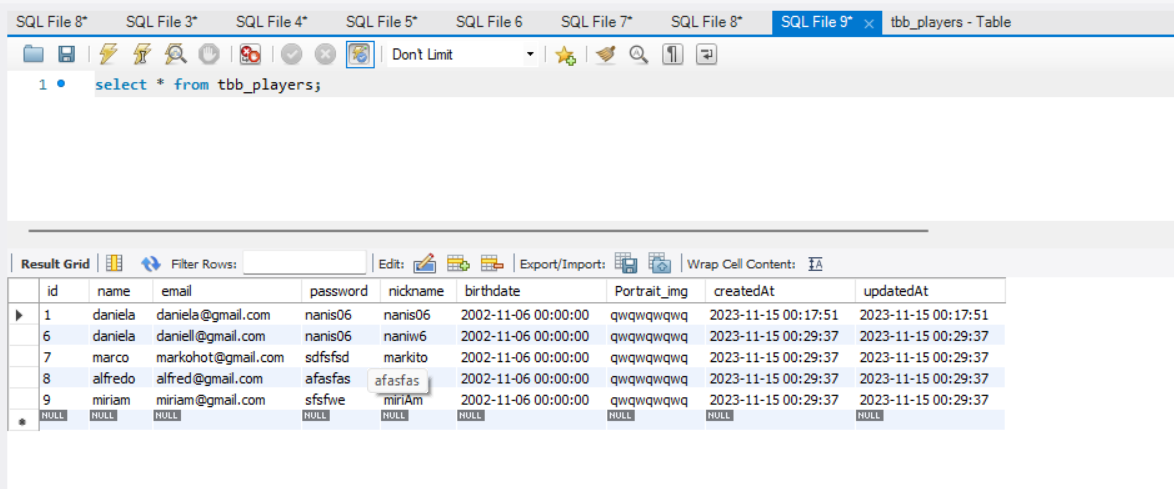 SQL File 8* SQL File 3* SQL File 4* SQL File 5* SQL File 6 SQL File 7* SQL File 8* SQL File 9* × tbb_players - Table
Don't Limit
1 select * from tbb_players;
Result Grid Filter Rows: Edit: Export/Import: Wrap Cell Content: IA
id name email password nickname birthdate Portrait_img createdAt updatedAt
1 daniela daniela@gmail.com nanis06 nanis06 2002-11-06 00:00:00 qwqwqwqwq 2023-11-15 00:17:51 2023-11-15 00:17:51
6 daniela daniell@gmail.com nanis06 naniw6 2002-11-06 00:00:00 qwqwqwqwq 2023-11-15 00:29:37 2023-11-15 00:29:37
7 marco markohot@gmail.com sdfsfsd markito 2002-11-06 00:00:00 qwqwqwqwq 2023-11-15 00:29:37 2023-11-15 00:29:37
8 alfredo alfred@gmail.com afasfas afasfas 2002-11-06 00:00:00 qwqwqwqwq 2023-11-15 00:29:37 2023-11-15 00:29:37
9 miriam miriam@gmail.com sfsfwe miriAm 2002-11-06 00:00:00 qwqwqwqwq 2023-11-15 00:29:37 2023-11-15 00:29:37
NULL NULL NULL NULL NULL NULL NULL NULL NULL